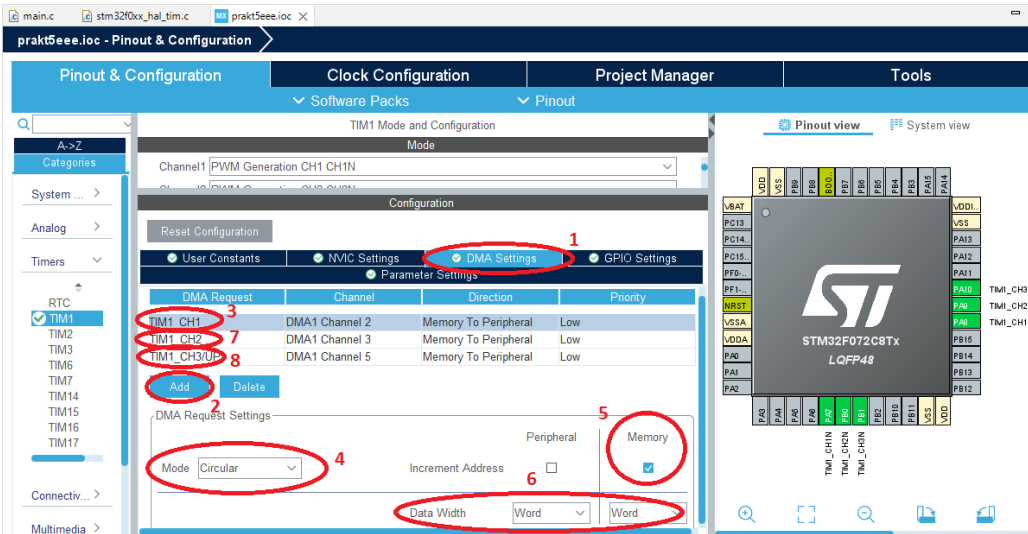 main.c stm32f0xx_hal_tim.c MX prakt5eee.ioc
prakt5eee.ioc - Pinout & Configuration
Pinout & Configuration Clock Configuration Project Manager Tools
Software Packs Pinout
TIM1 Mode and Configuration
Mode
Channel1 PWM Generation CH1 CH1N
Configuration
Reset Configuration
1
User Constants NVIC Settings DMA Settings GPIO Settings
Parameter Settings
DMA Request Channel Direction Priority
3
TIM1_CH1 DMA1 Channel 2 Memory To Peripheral Low
TIM1_CH2 7 DMA1 Channel 3 Memory To Peripheral Low
TIM1_CH3/UP 8 DMA1 Channel 5 Memory To Peripheral Low
Add Delete
2
DMA Request Settings
5
Peripheral Memory
4
Mode Circular Increment Address
6
Data Width Word Word
A->Z
Categories
System ...
Analog
Timers
RTC
TIM1
TIM2
TIM3
TIM6
TIM7
TIM14
TIM15
TIM16
TIM17
Connectiv...
Multimedia
Pinout view System view
VDD VSS PB9 PB8 BOO.. PB7 PB6 PB5 PB4 PB3 PA15 PA14
VBAT
PC13
PC14..
PC15..
PF0-..
PF1-..
NRST
VSSA
VDDA
PA0
PA1
PA2
VDDI..
VSS
PA13
PA12
PA11
PA10 TIM1_CH3
PA9 TIM1_CH2
PA8 TIM1_CH1
PB15
PB14
PB13
PB12
ST
STM32F072C8Tx
LQFP48
PA3 PA4 PA5 PA6 PA7 PB0 PB1 PB2 PB10 PB11 VSS VDD
TIM1_CH1N TIM1_CH2N TIM1_CH3N